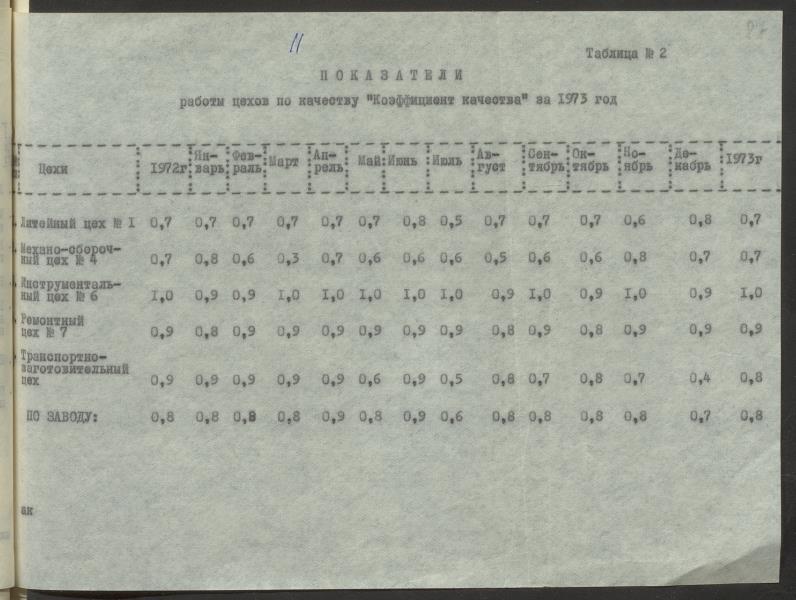 11
Таблица № 2
ПОКАЗАТЕЛИ
работы цехов по качеству "Коэффициент качества" за 1973 год
Цехи 1972г Ян-варь Фев-раль Март Ап-рель Май Июнь Июль Ав-густ Сен-тябрь Ок-тябрь Но-ябрь Де-кабрь 1973г
Литейный цех № I 0,7 0,7 0,7 0,7 0,7 0,7 0,8 0,5 0,7 0,7 0,7 0,6 0,8 0,7
Механо-сбороч-
ный цех № 4 0,7 0,8 0,6 0,3 0,7 0,6 0,6 0,6 0,5 0,6 0,6 0,8 0,7 0,7
Инструменталь-
ный цех № 6 I,0 0,9 0,9 I,0 I,0 I,0 I,0 I,0 0,9 I,0 0,9 I,0 0,9 I,0
Ремонтный
цех № 7 0,9 0,8 0,9 0,9 0,9 0,9 0,9 0,9 0,8 0,9 0,8 0,9 0,9 0,9
Транспортно-
заготовительный
цех 0,9 0,9 0,9 0,9 0,9 0,6 0,9 0,5 0,8 0,7 0,8 0,7 0,4 0,8
ПО ЗАВОДУ: 0,8 0,8 0,8 0,8 0,9 0,8 0,9 0,6 0,8 0,8 0,8 0,8 0,7 0,8
ак